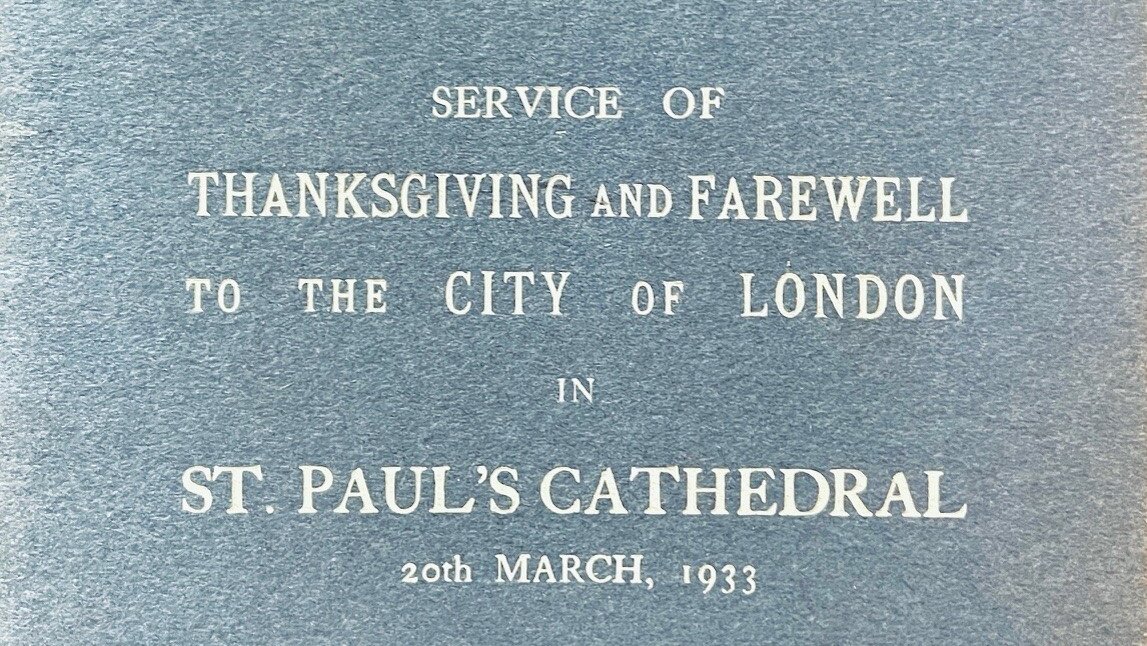 SERVICE OF
THANKSGIVING AND FAREWELL
TO THE CITY OF LONDON
IN
ST. PAUL'S CATHEDRAL
20th MARCH, 1933